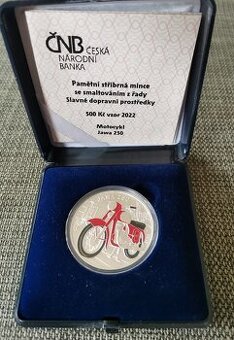 ČNB ČESKÁ
NÁRODNÍ
BANKA
Pamětní stříbrná mince
se smaltováním z řady
Slavné dopravní prostředky
500 Kč vzor 2022
Motocykl
Jawa 250